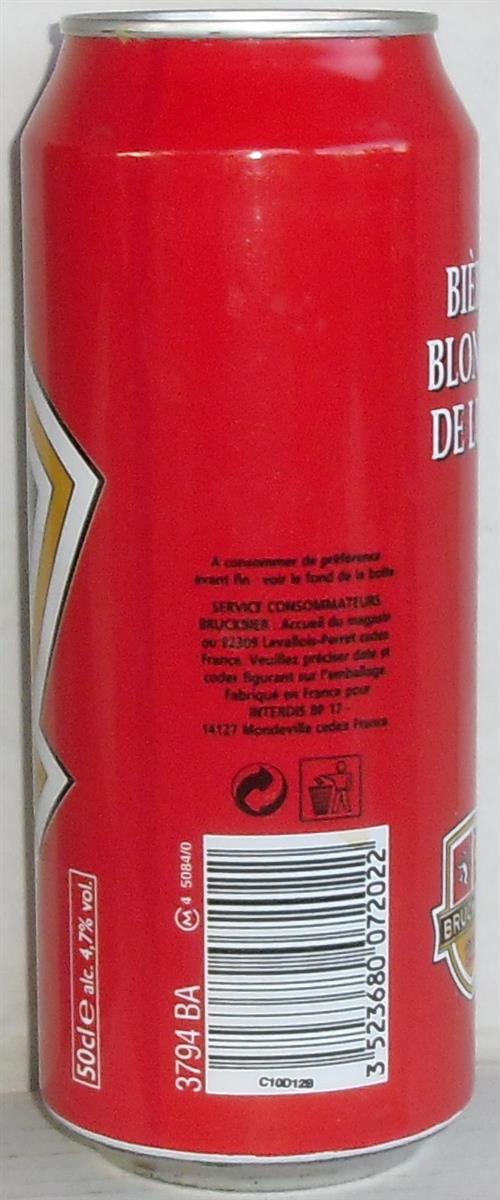 BIÈ
BLON
DE L
A consommer de préférence
avant fin voir le fond de la boîte
SERVICE CONSOMMATEURS
BRUCKBIER Accueil du magasin
ou 92309 Levallois-Perret cedex
France. Veuillez préciser date et
codes figurant sur l'emballage.
Fabriqué en France pour
INTERDIS BP 17 -
14127 Mondeville cedex France
BRUCK
50cl e alc. 4,7% vol.
3794 BA
M 4 5084/0
3 523680 072022
C10D12B